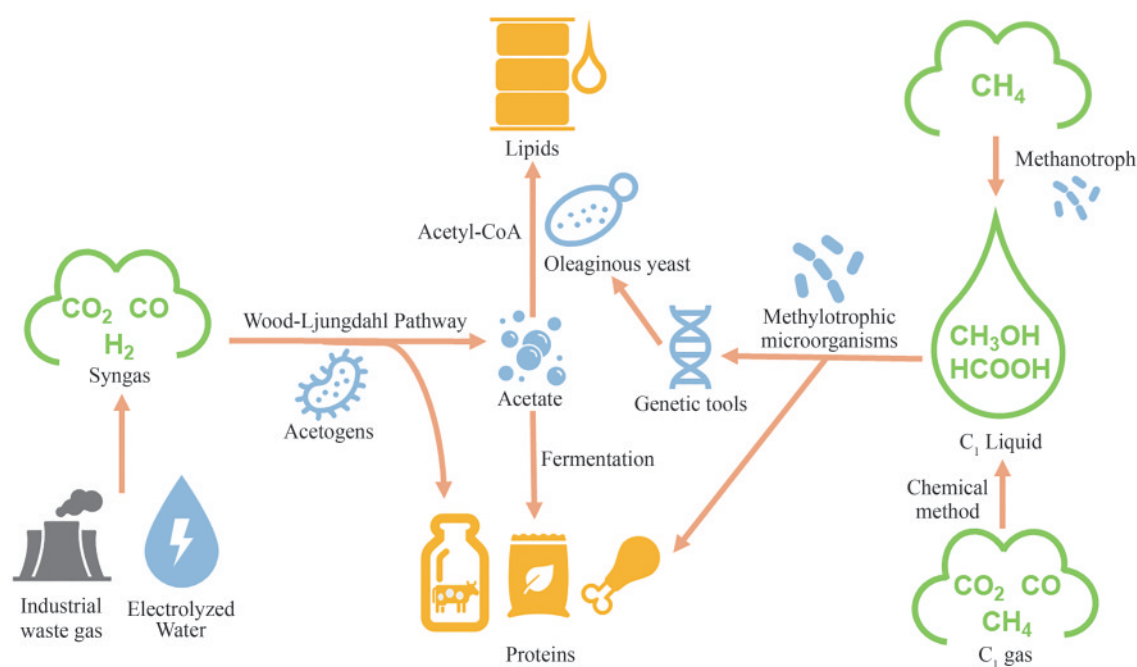 Lipids
CH₄
Methanotroph
Acetyl-CoA
Oleaginous yeast
CO₂ CO
H₂
Syngas
Wood-Ljungdahl Pathway
Acetogens
Acetate
Genetic tools
Methylotrophic
microorganisms
CH₃OH
HCOOH
C₁ Liquid
Fermentation
Chemical
method
Industrial
waste gas
Electrolyzed
Water
Proteins
CO₂ CO
CH₄
C₁ gas